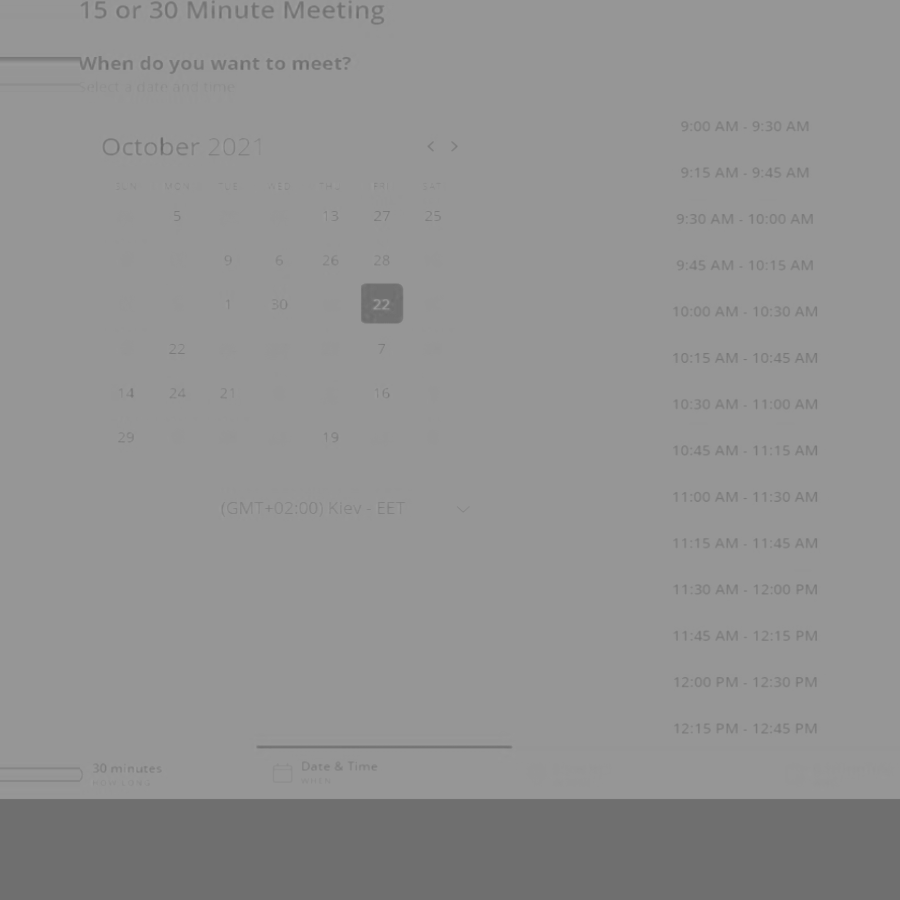 15 or 30 Minute Meeting
When do you want to meet?
Select a date and time
October 2021
SUN MON TUE WED THU FRI SAT
5 13 27 25
9 6 26 28
1 30 22
22 7
14 24 21 16
29 19
(GMT+02:00) Kiev - EET
9:00 AM - 9:30 AM
9:15 AM - 9:45 AM
9:30 AM - 10:00 AM
9:45 AM - 10:15 AM
10:00 AM - 10:30 AM
10:15 AM - 10:45 AM
10:30 AM - 11:00 AM
10:45 AM - 11:15 AM
11:00 AM - 11:30 AM
11:15 AM - 11:45 AM
11:30 AM - 12:00 PM
11:45 AM - 12:15 PM
12:00 PM - 12:30 PM
12:15 PM - 12:45 PM
30 minutes
HOW LONG
Date & Time
WHEN